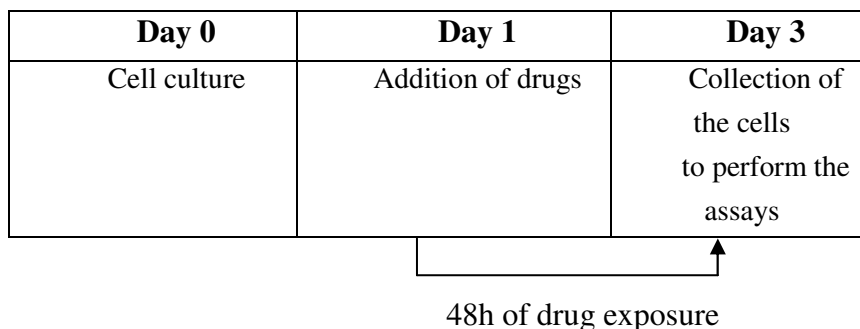 Day 0 Day 1 Day 3
Cell culture Addition of drugs Collection of
the cells
to perform the
assays
48h of drug exposure